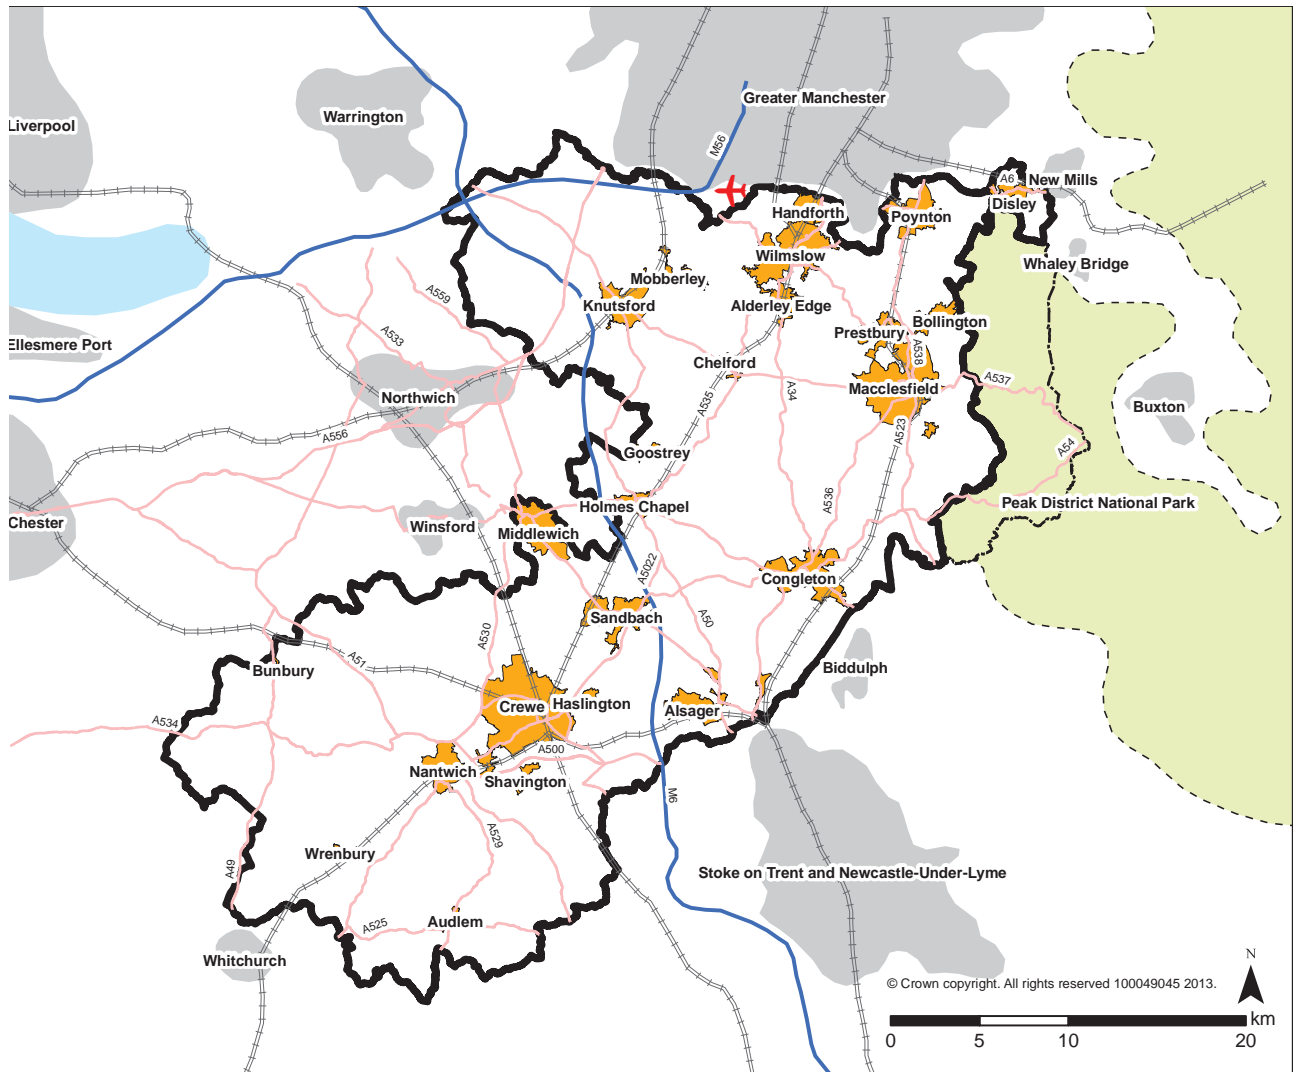 Greater Manchester
Liverpool
Warrington
M56
A6
New Mills
Disley
Handforth
Poynton
Wilmslow
Whaley Bridge
Mobberley
Knutsford
Alderley Edge
A559
Bollington
Prestbury
A533
Ellesmere Port
A538
Chelford
A537
Macclesfield
A34
Northwich
A535
Buxton
A556
A523
A54
Goostrey
A536
Peak District National Park
Holmes Chapel
Chester
Winsford
Middlewich
A5022
Congleton
Sandbach
A50
A530
A51
Bunbury
Biddulph
Crewe
Haslington
Alsager
A534
A500
Nantwich
Shavington
M6
A529
Wrenbury
A49
Stoke on Trent and Newcastle-Under-Lyme
Audlem
A525
Whitchurch
N
© Crown copyright. All rights reserved 100049045 2013.
km
0 5 10 20